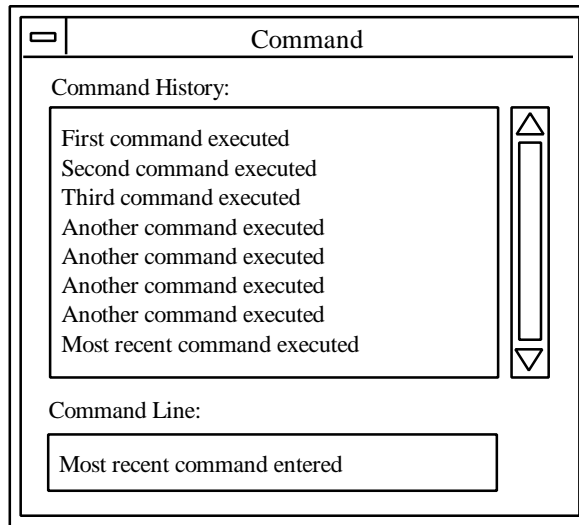 Command
Command History:
First command executed
Second command executed
Third command executed
Another command executed
Another command executed
Another command executed
Another command executed
Most recent command executed
Command Line:
Most recent command entered